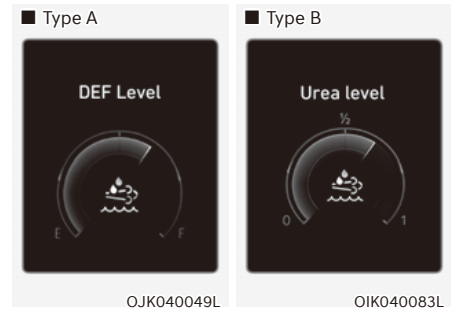 ■ Type A
DEF Level
E
F
OJK040049L
■ Type B
Urea level
½
0
1
OIK040083L